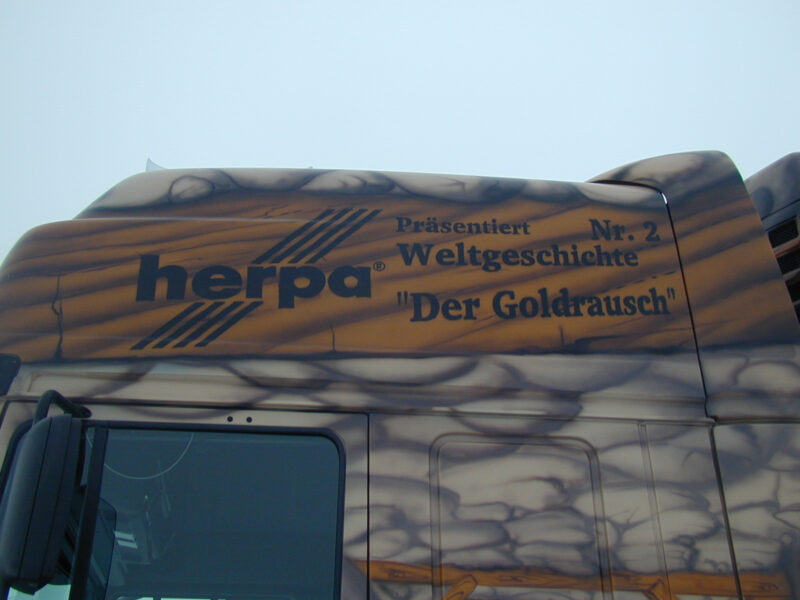 herpa®
Präsentiert Nr. 2
Weltgeschichte
"Der Goldrausch"